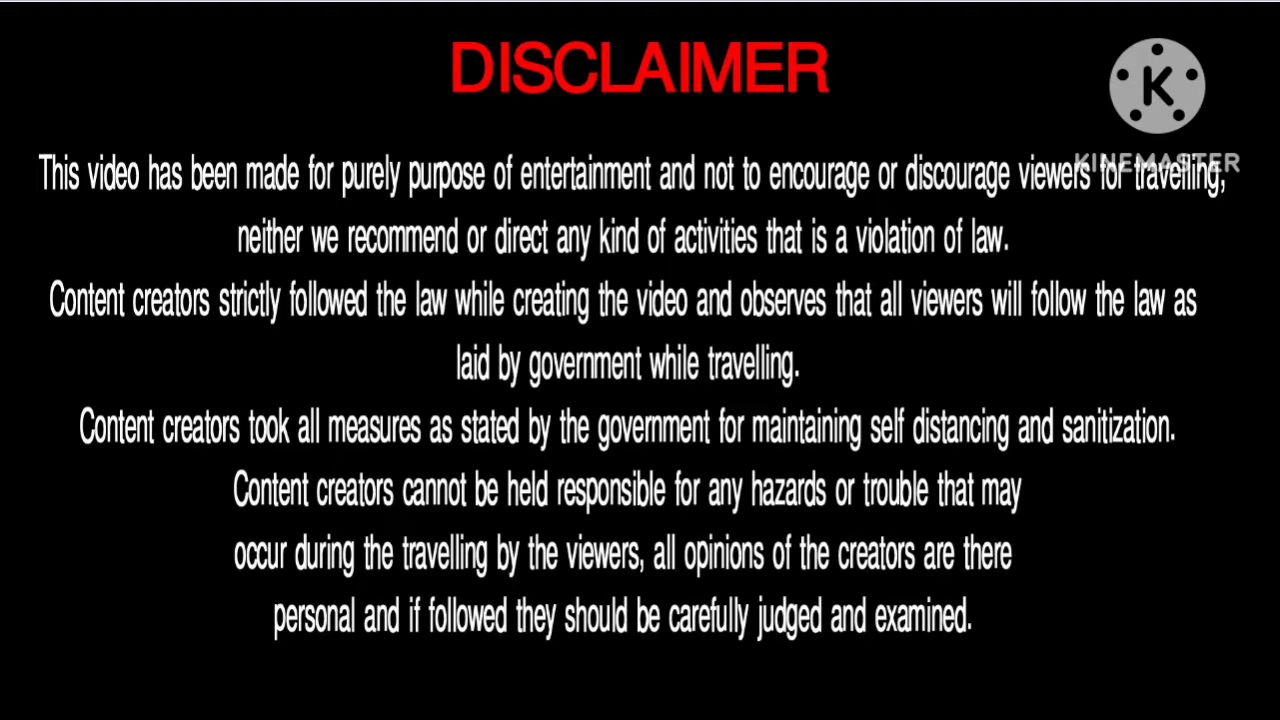 DISCLAIMER
K
KINEMASTER
This video has been made for purely purpose of entertainment and not to encourage or discourage viewers for travelling,
neither we recommend or direct any kind of activities that is a violation of law.
Content creators strictly followed the law while creating the video and observes that all viewers will follow the law as
laid by government while travelling.
Content creators took all measures as stated by the government for maintaining self distancing and sanitization.
Content creators cannot be held responsible for any hazards or trouble that may
occur during the travelling by the viewers, all opinions of the creators are there
personal and if followed they should be carefully judged and examined.